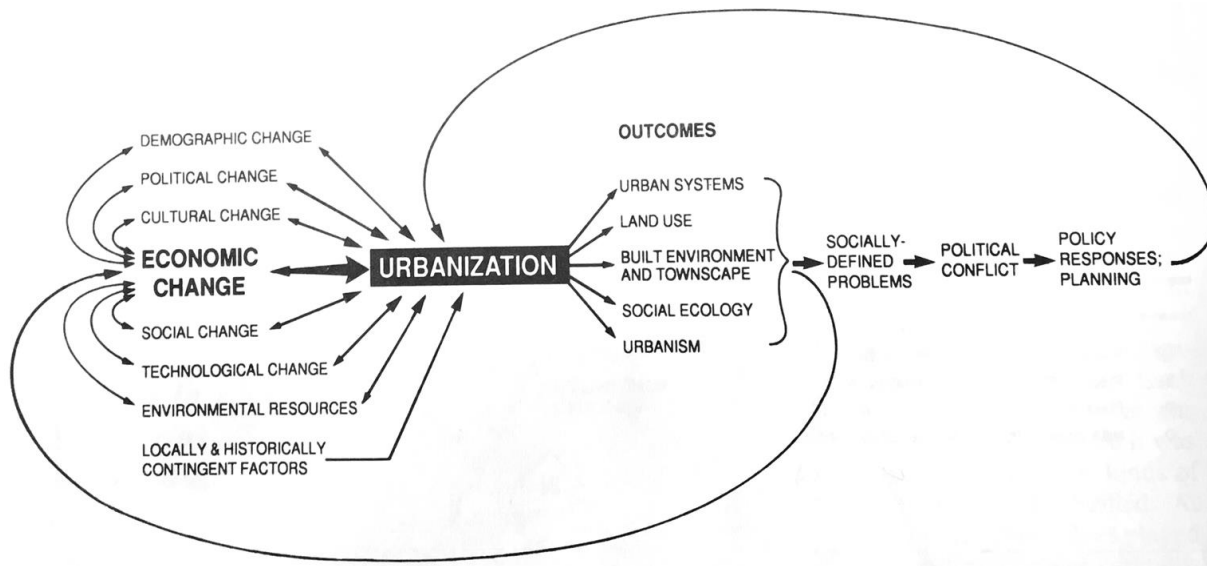 DEMOGRAPHIC CHANGE
POLITICAL CHANGE
CULTURAL CHANGE
ECONOMIC
CHANGE
SOCIAL CHANGE
TECHNOLOGICAL CHANGE
ENVIRONMENTAL RESOURCES
LOCALLY & HISTORICALLY
CONTINGENT FACTORS
URBANIZATION
OUTCOMES
URBAN SYSTEMS
LAND USE
BUILT ENVIRONMENT
AND TOWNSCAPE
SOCIAL ECOLOGY
URBANISM
SOCIALLY-
DEFINED
PROBLEMS
POLITICAL
CONFLICT
POLICY
RESPONSES;
PLANNING